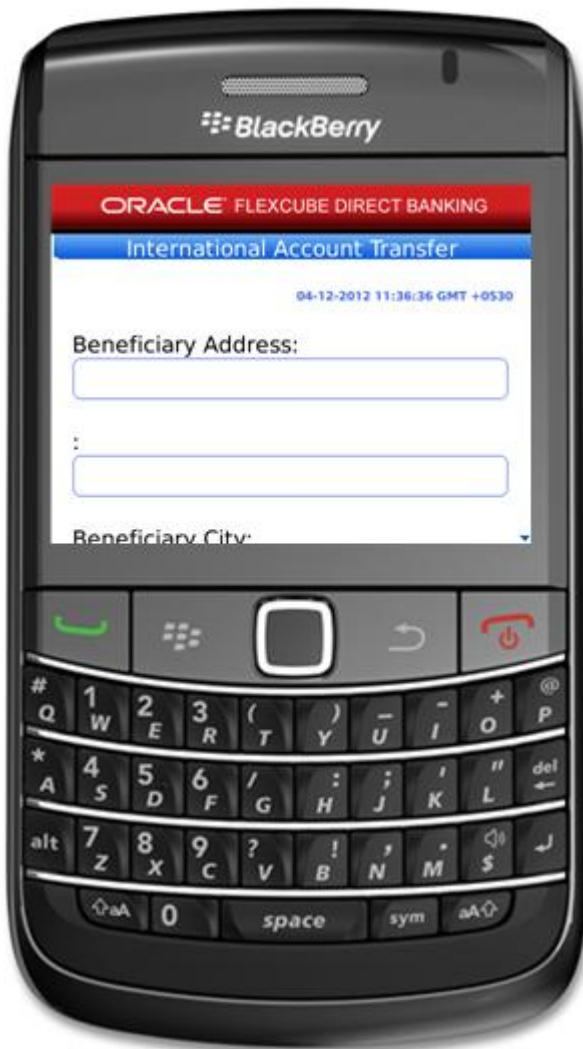 BlackBerry
ORACLE FLEXCUBE DIRECT BANKING
International Account Transfer
04-12-2012 11:36:36 GMT +0530
Beneficiary Address:
:
Beneficiary City:
# 1 2 3 ( ) _ - + @
Q W E R T Y U I O P
* 4 5 6 / : ; ' " del
A S D F G H J K L
alt 7 8 9 ? ! , . $
Z X C V B N M
aA 0 space sym aA